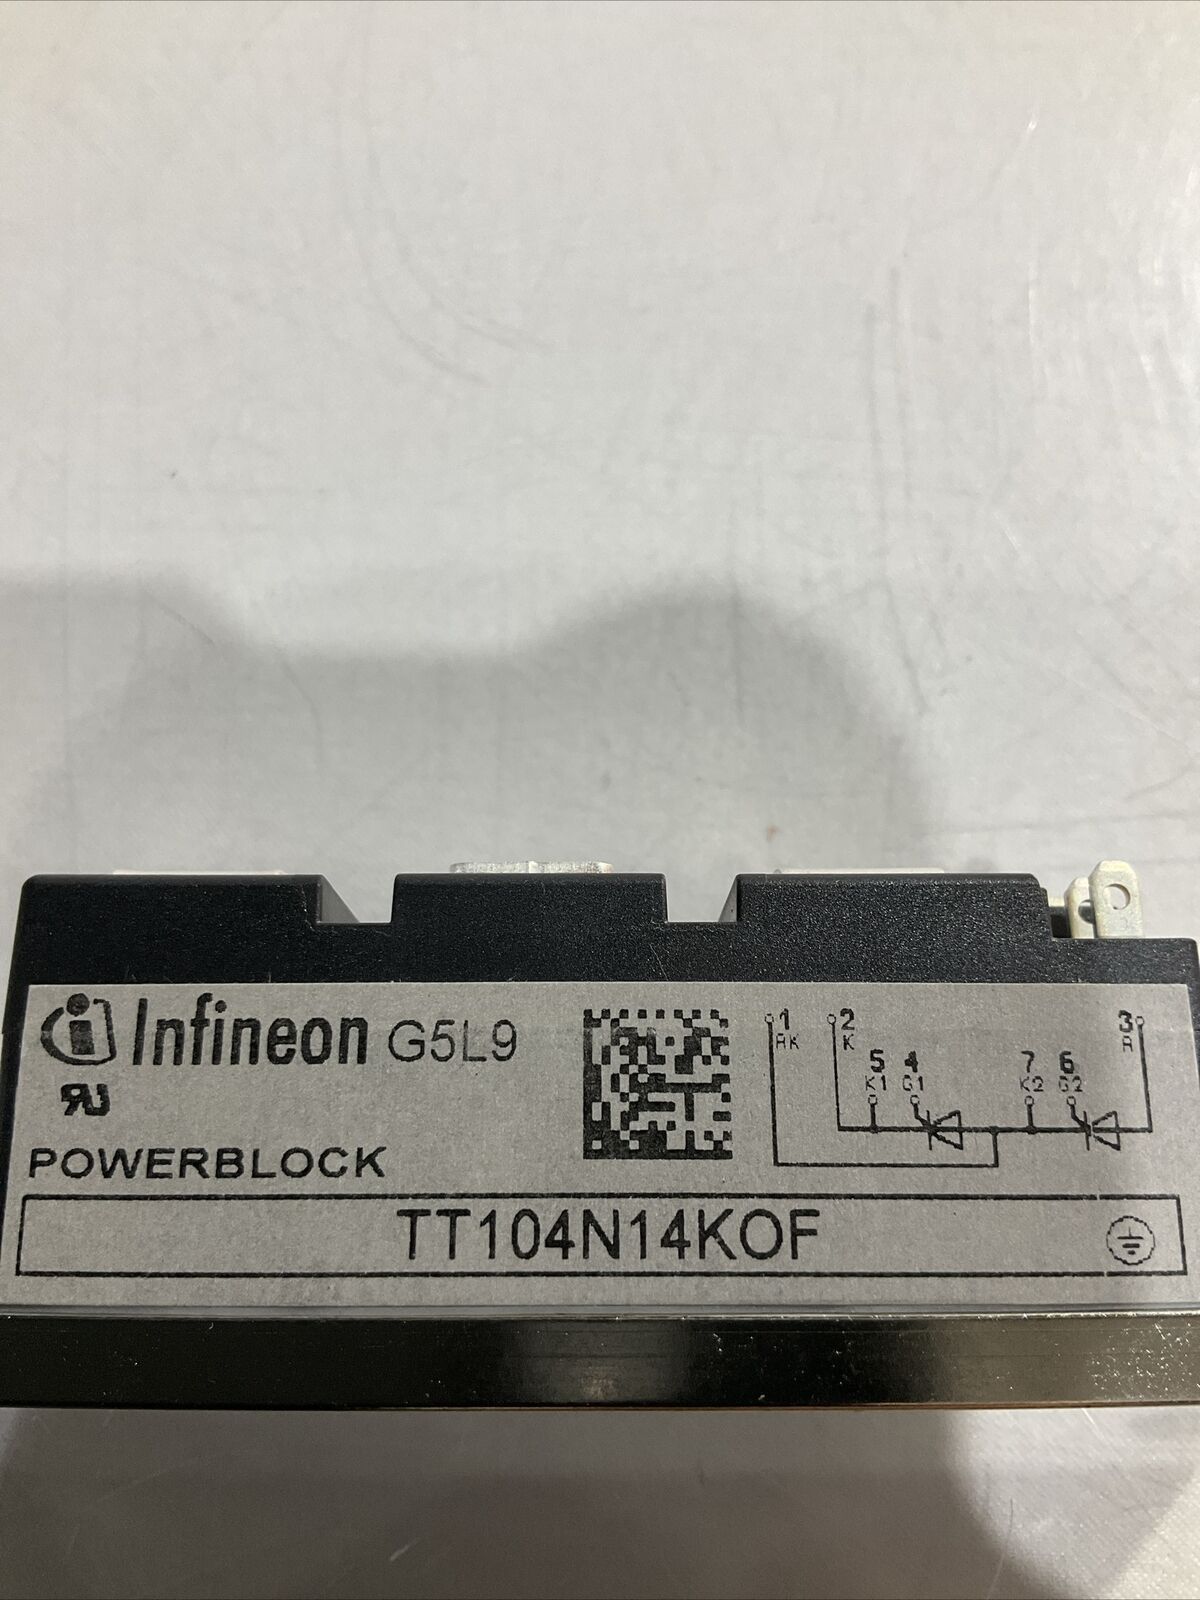 Infineon G5L9
POWERBLOCK
1 2 3
AK K A
5 4 7 6
K1 G1 K2 G2
TT104N14KOF